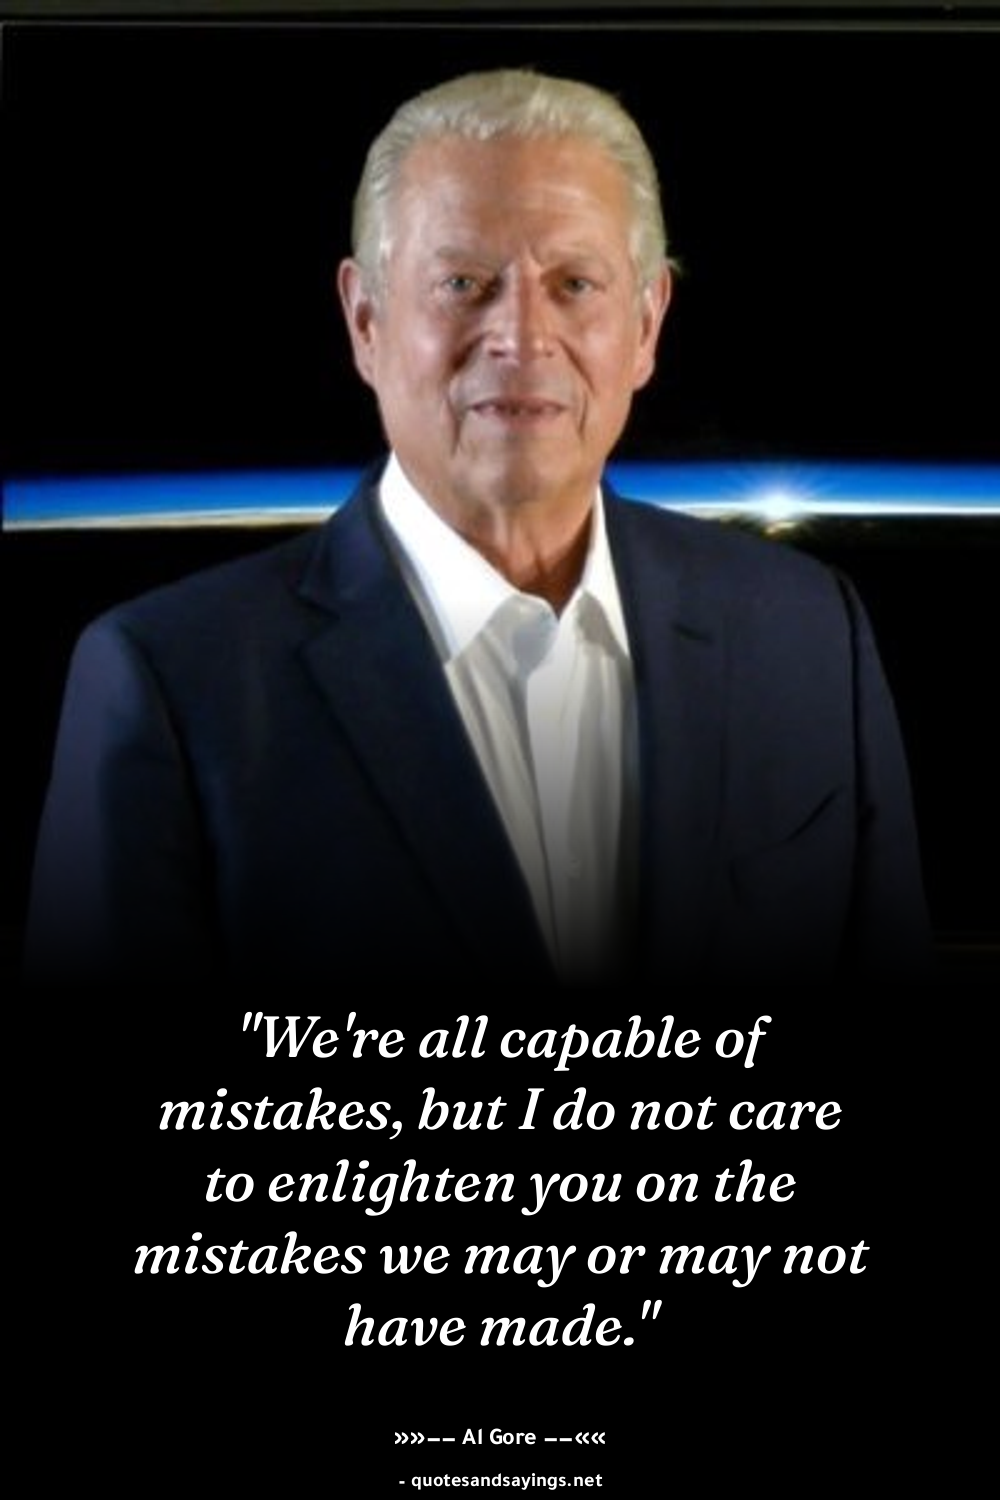 "We're all capable of
mistakes, but I do not care
to enlighten you on the
mistakes we may or may not
have made."
»»—— Al Gore ——««
- quotesandsayings.net